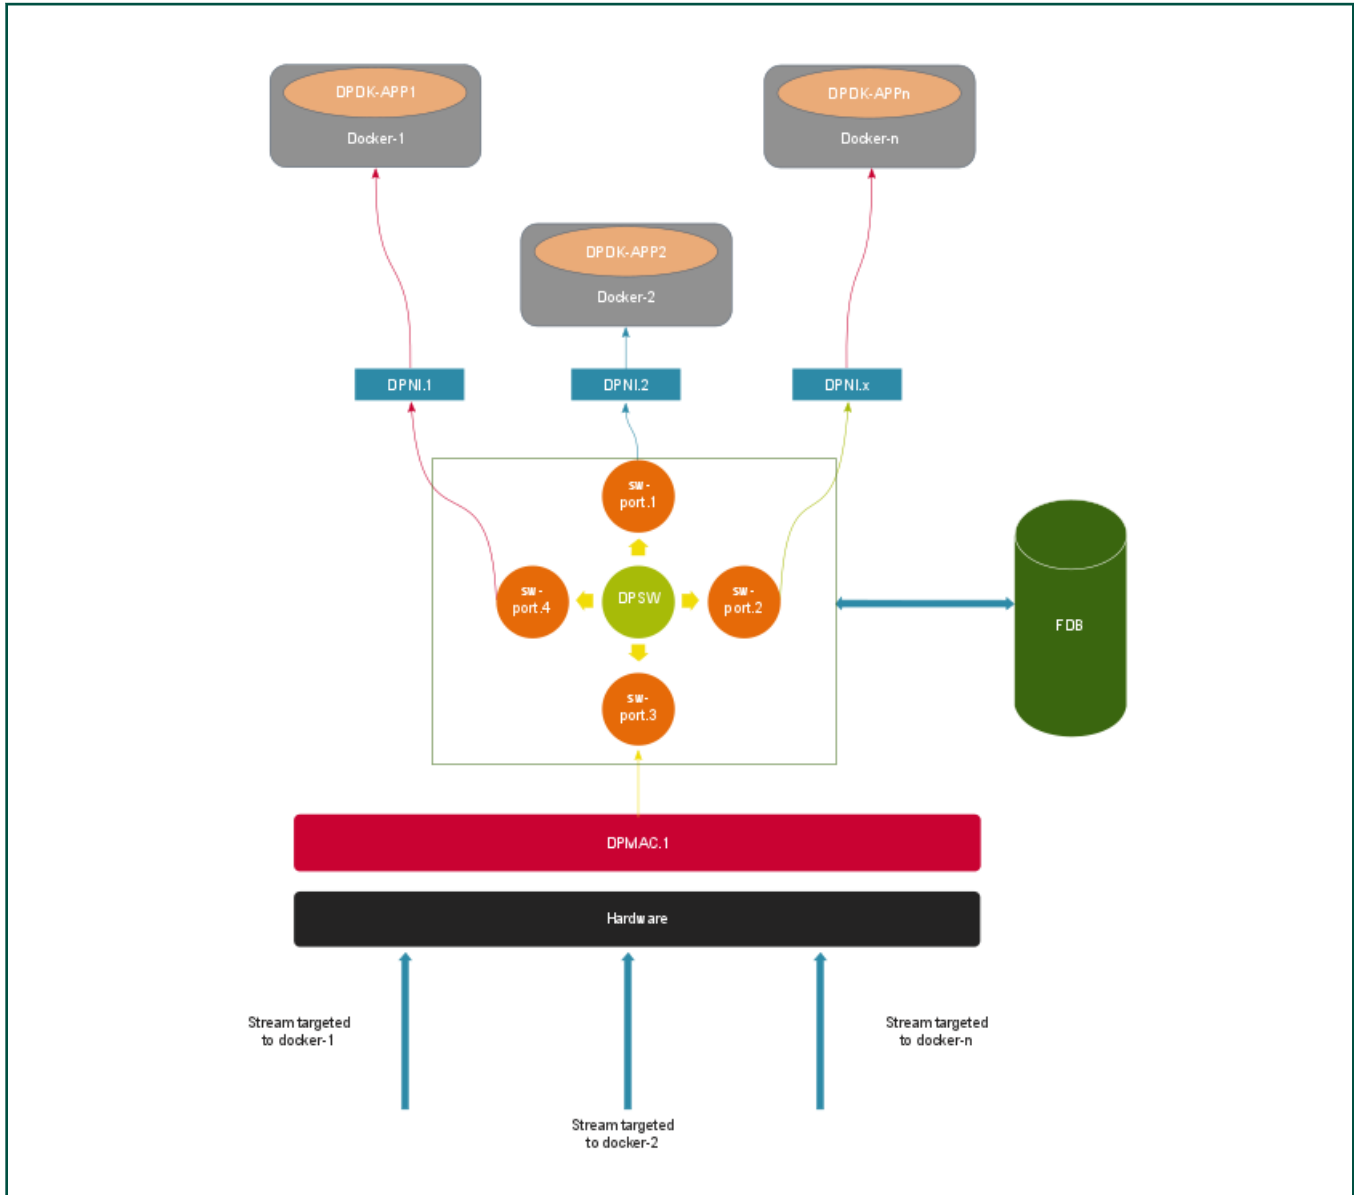 DPDK-APP1
Docker-1
DPDK-APPn
Docker-n
DPDK-APP2
Docker-2
DPNI.1
DPNI.2
DPNI.x
sw-
port.1
sw-
port.4
DPSW
sw-
port.2
FDB
sw-
port.3
DPMAC.1
Hardware
Stream targeted
to docker-1
Stream targeted
to docker-n
Stream targeted
to docker-2